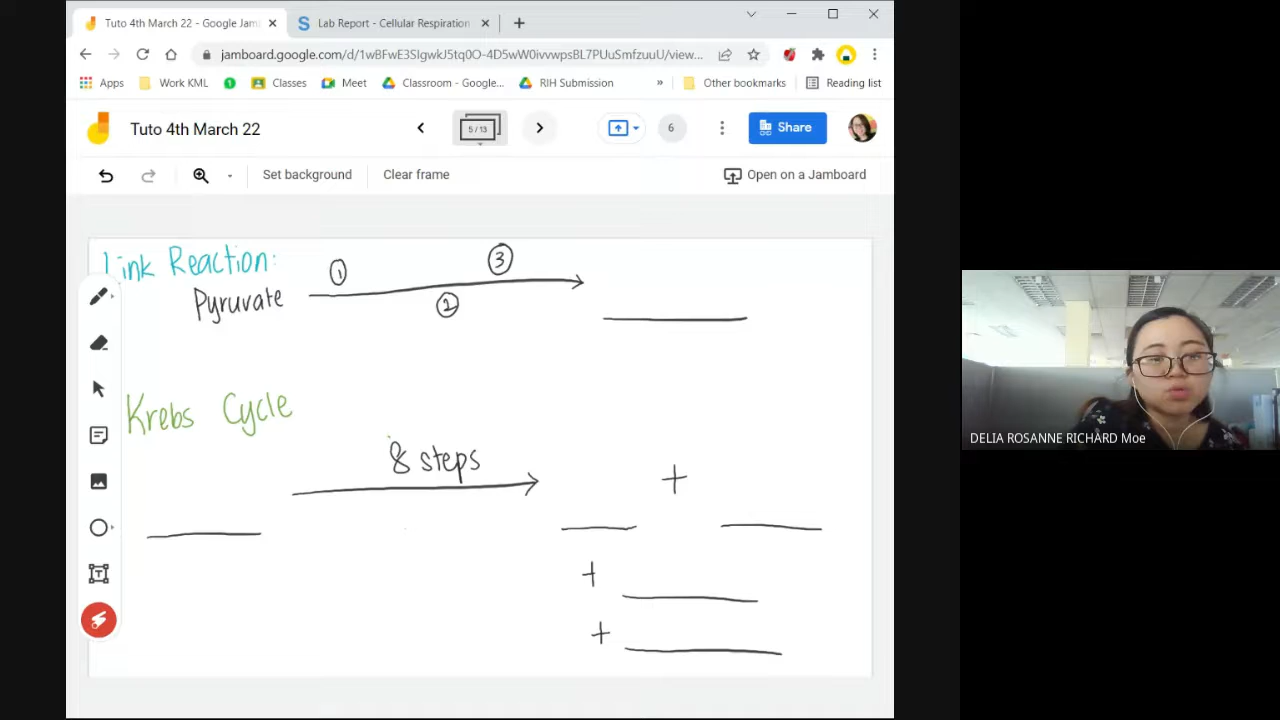 Tuto 4th March 22 - Google Jam
Lab Report - Cellular Respiration
jamboard.google.com/d/1wBFwE3SIgwkJ5tq0O-4D5wW0ivvwpsBL7PUuSmfzuuU/view...
Apps Work KML 1 Classes Meet Classroom - Google... RIH Submission » Other bookmarks Reading list
Tuto 4th March 22 5 / 13 6 Share
Set background Clear frame Open on a Jamboard
Link Reaction: 1 3
Pyruvate 2
Krebs Cycle
8 steps
+
+
+
DELIA ROSANNE RICHARD Moe